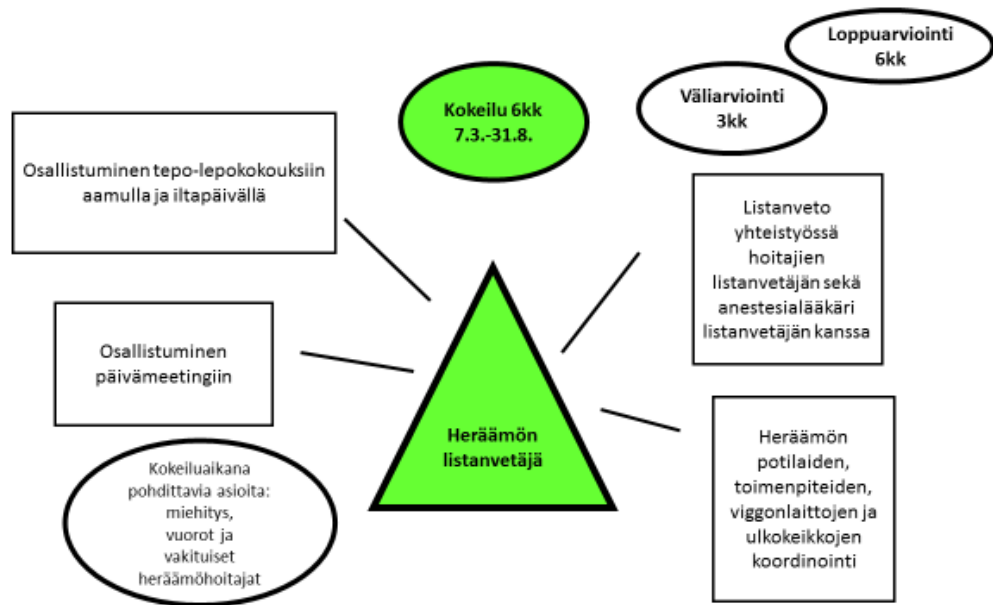 Loppuarviointi
6kk
Kokeilu 6kk
7.3.-31.8.
Väliarviointi
3kk
Osallistuminen tepo-lepokokouksiin
aamulla ja iltapäivällä
Listanveto
yhteistyössä
hoitajien
listanvetäjän sekä
anestesialääkäri
listanvetäjän kanssa
Osallistuminen
päivämeetingiin
Heräämön
listanvetäjä
Heräämön
potilaiden,
toimenpiteiden,
viggonlaittojen ja
ulkokeikkojen
koordinointi
Kokeiluaikana
pohdittavia asioita:
miehitys,
vuorot ja
vakituiset
heräämöhoitajat